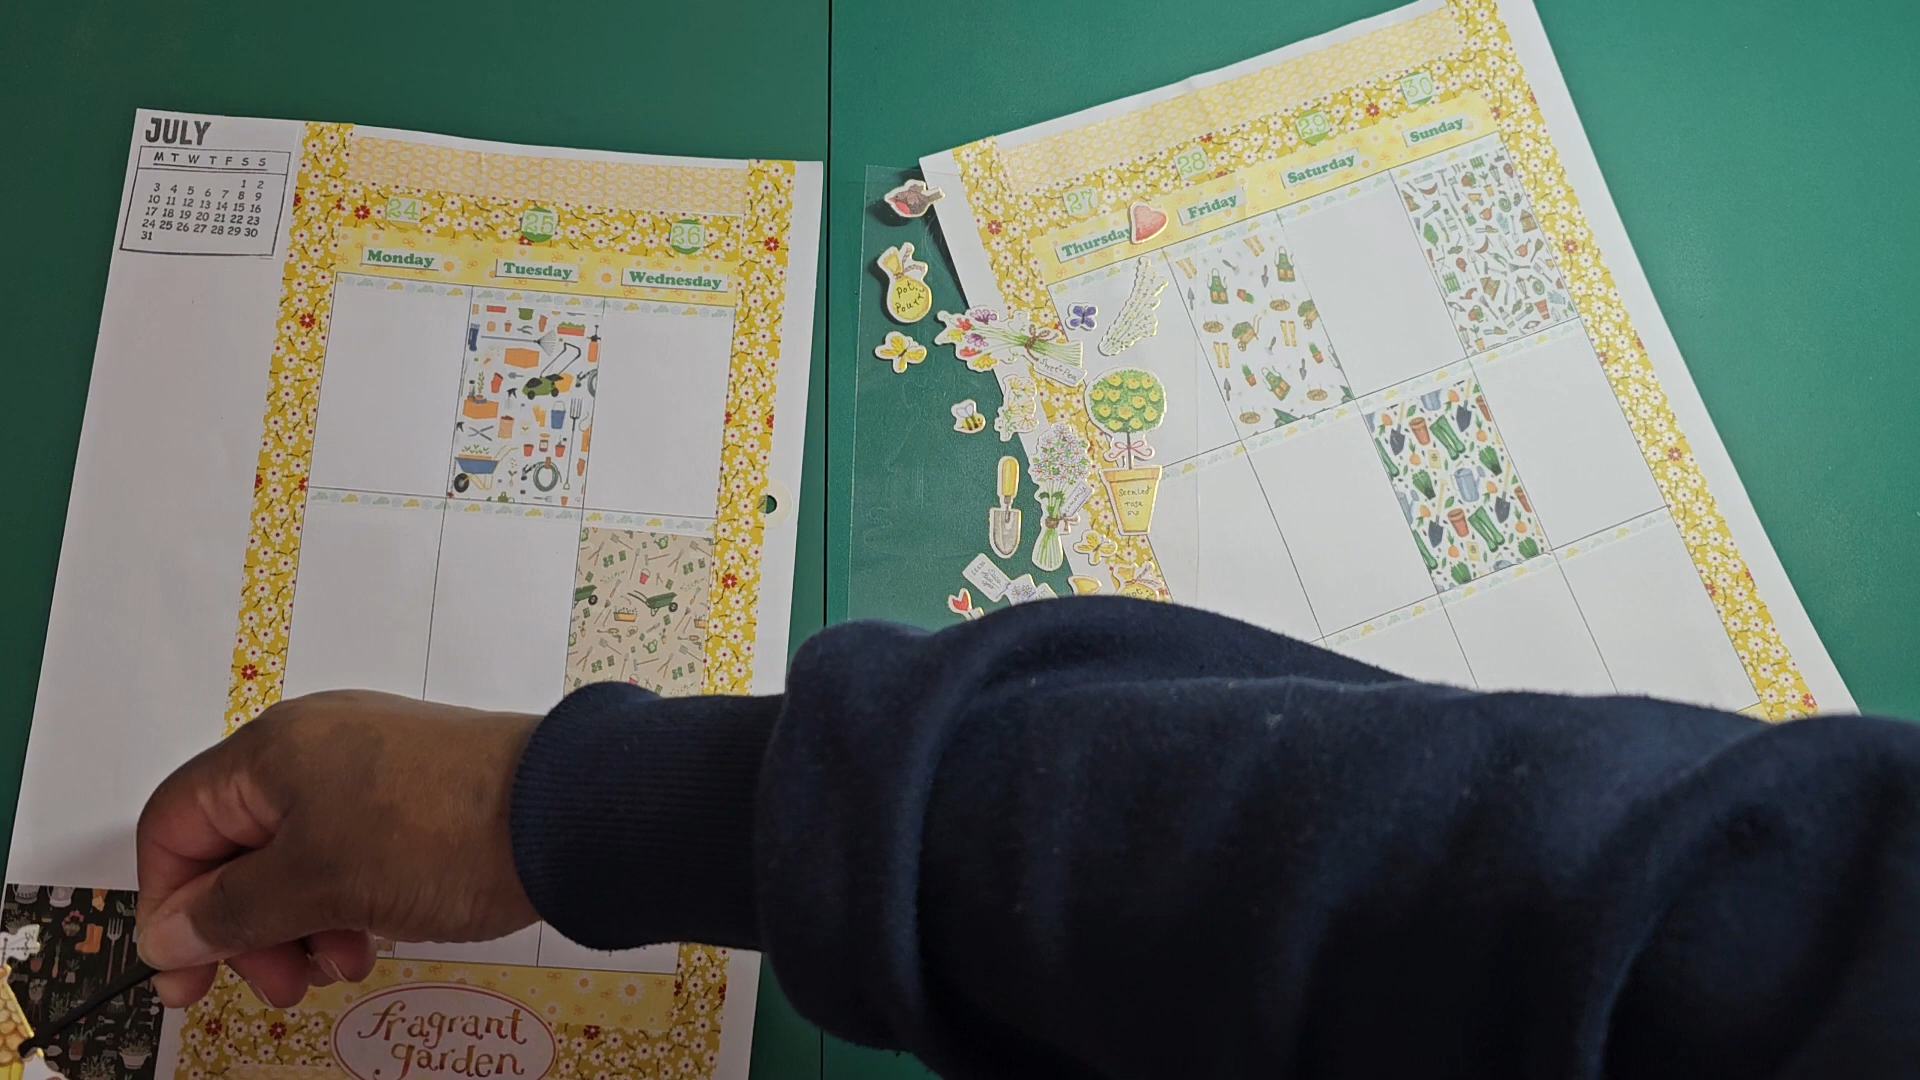 JULY
M T W T F S S
1 2
3 4 5 6 7 8 9
10 11 12 13 14 15 16
17 18 19 20 21 22 23
24 25 26 27 28 29 30
31
24 25 26
Monday Tuesday Wednesday
fragrant
garden
27 28 29 30
Thursday Friday Saturday Sunday
Pot
Pourri
Sweet-Pea
Scented
rose